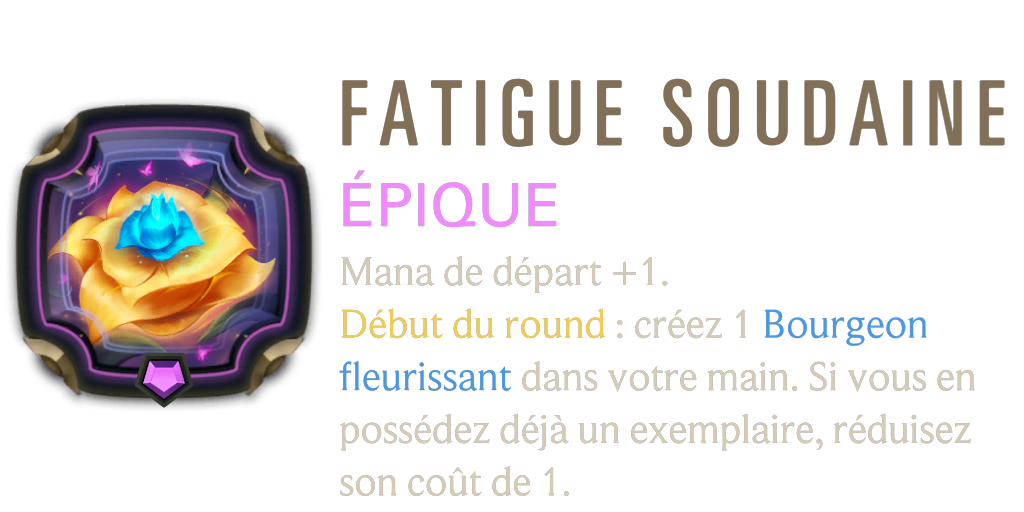 FATIGUE SOUDAINE
ÉPIQUE
Mana de départ +1.
Début du round : créez 1 Bourgeon
fleurissant dans votre main. Si vous en
possédez déjà un exemplaire, réduisez
son coût de 1.